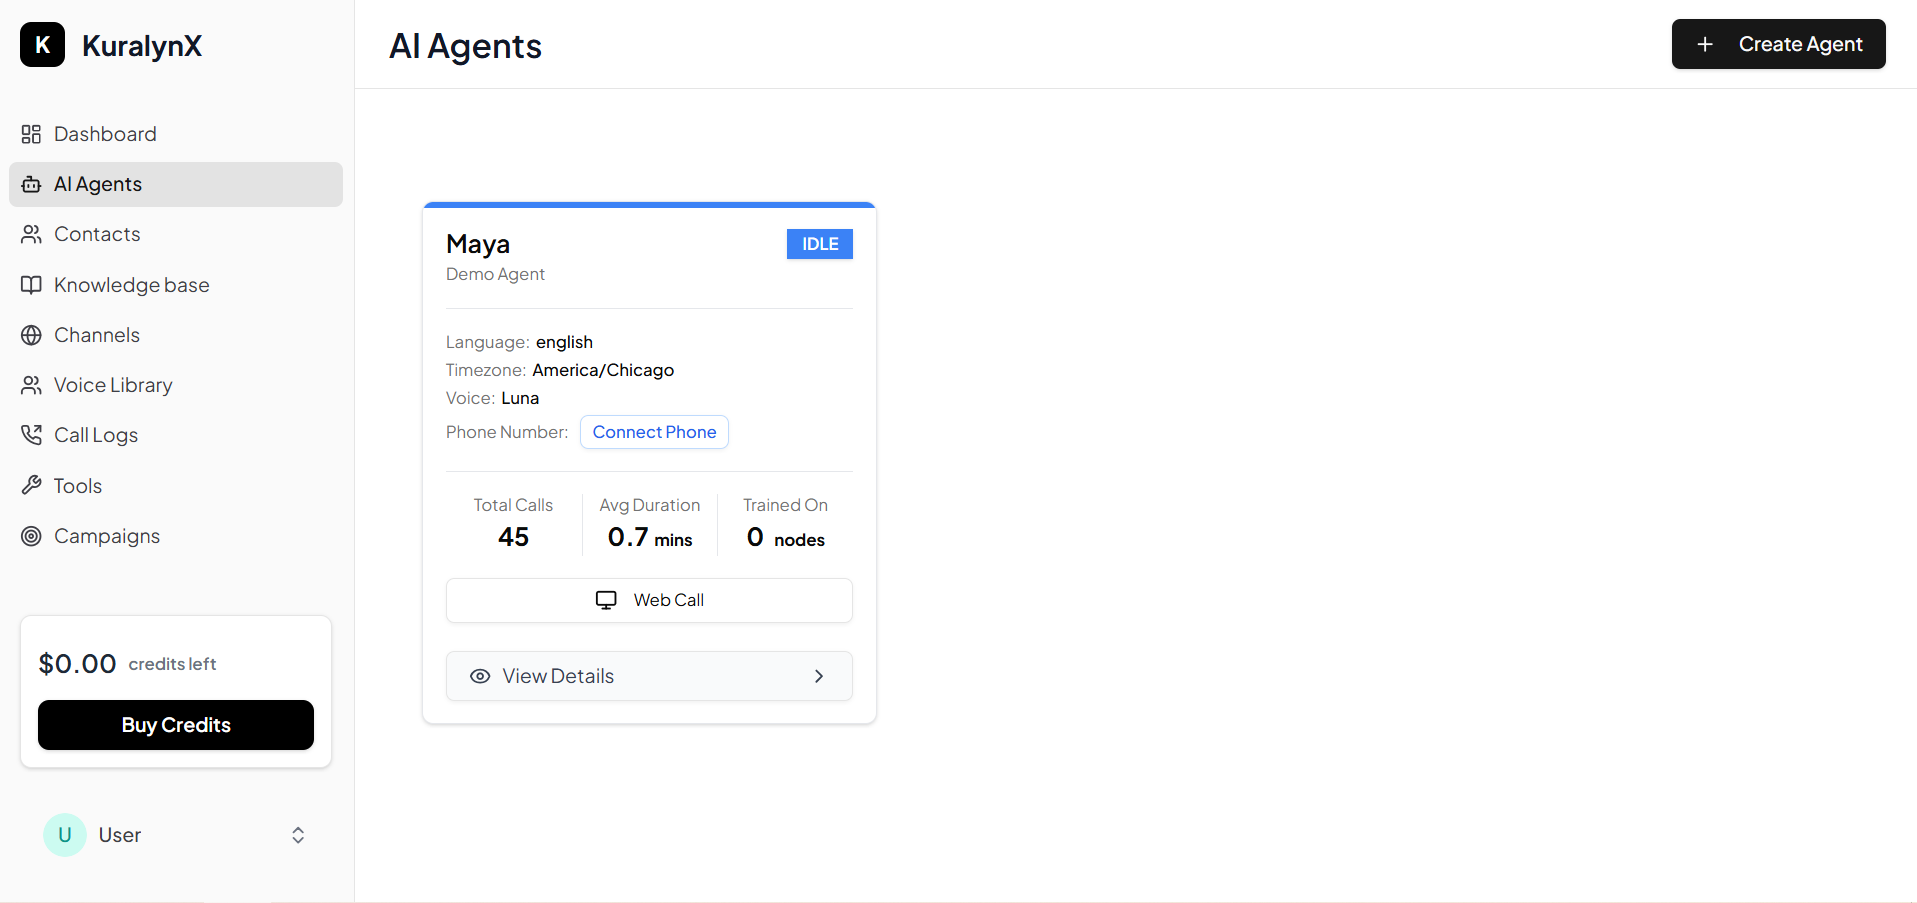 K KuralynX
Dashboard
AI Agents
Contacts
Knowledge base
Channels
Voice Library
Call Logs
Tools
Campaigns
$0.00 credits left
Buy Credits
U User
AI Agents
+ Create Agent
Maya
IDLE
Demo Agent
Language: english
Timezone: America/Chicago
Voice: Luna
Phone Number: Connect Phone
Total Calls Avg Duration Trained On
45 0.7 mins 0 nodes
Web Call
View Details